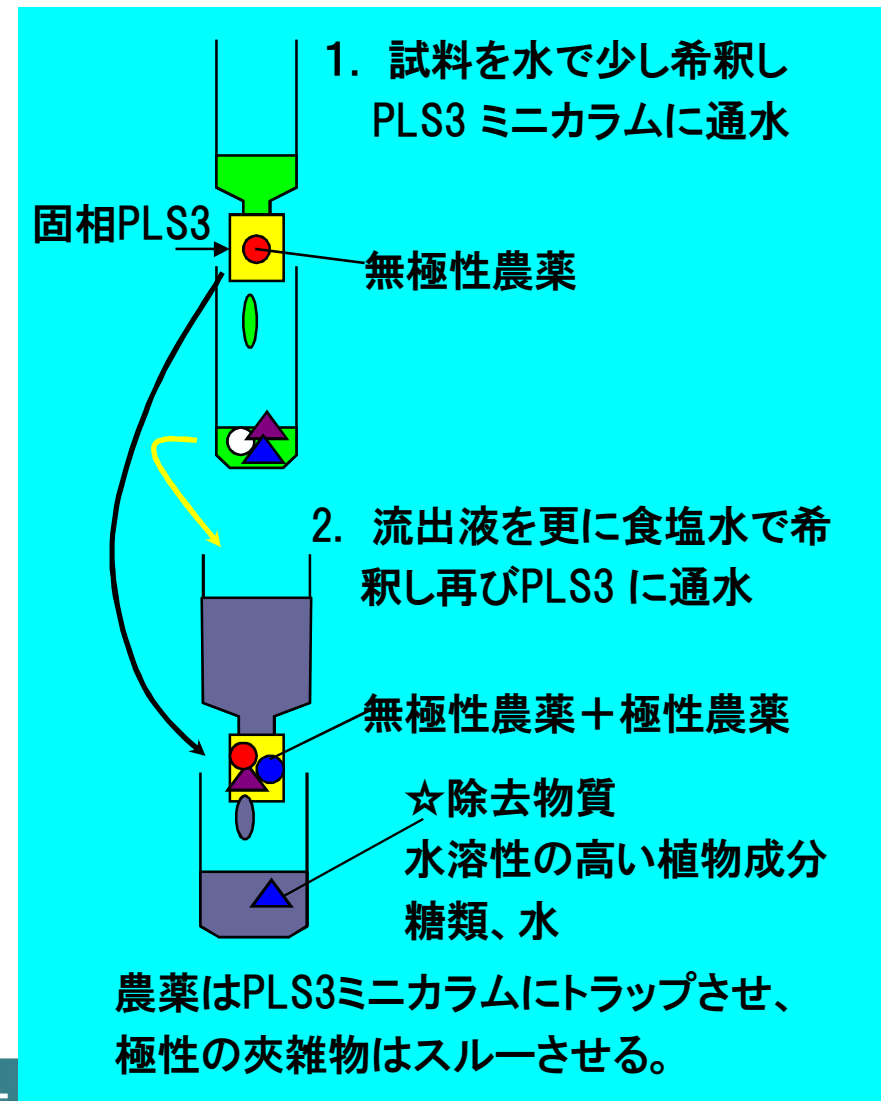 1. 試料を水で少し希釈し
PLS3 ミニカラムに通水
固相PLS3
無極性農薬
2. 流出液を更に食塩水で希
釈し再びPLS3 に通水
無極性農薬＋極性農薬
☆除去物質
水溶性の高い植物成分
糖類、水
農薬はPLS3ミニカラムにトラップさせ、
極性の夾雑物はスルーさせる。